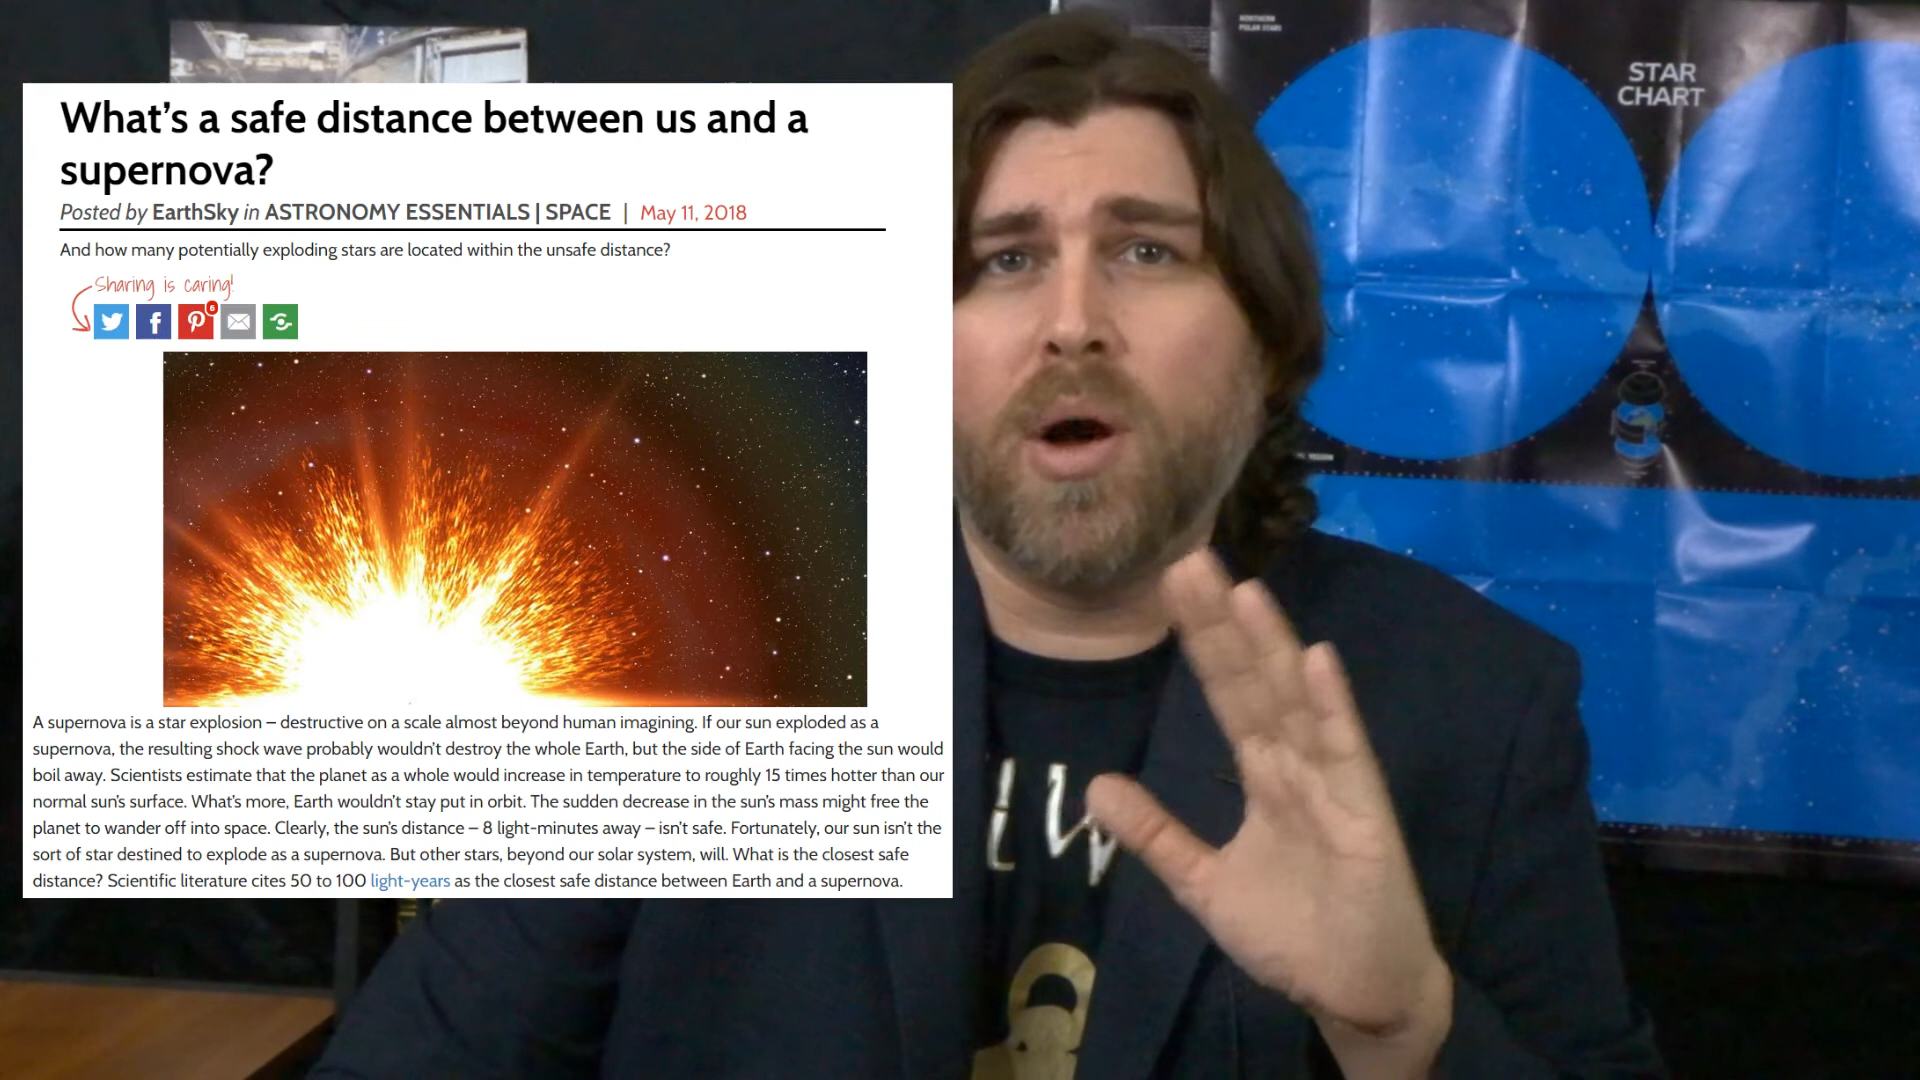 What's a safe distance between us and a
supernova?
Posted by EarthSky in ASTRONOMY ESSENTIALS | SPACE | May 11, 2018
And how many potentially exploding stars are located within the unsafe distance?
Sharing is caring!
6
A supernova is a star explosion – destructive on a scale almost beyond human imagining. If our sun exploded as a
supernova, the resulting shock wave probably wouldn't destroy the whole Earth, but the side of Earth facing the sun would
boil away. Scientists estimate that the planet as a whole would increase in temperature to roughly 15 times hotter than our
normal sun's surface. What's more, Earth wouldn't stay put in orbit. The sudden decrease in the sun's mass might free the
planet to wander off into space. Clearly, the sun's distance – 8 light-minutes away – isn't safe. Fortunately, our sun isn't the
sort of star destined to explode as a supernova. But other stars, beyond our solar system, will. What is the closest safe
distance? Scientific literature cites 50 to 100 light-years as the closest safe distance between Earth and a supernova.
NORTHERN
POLAR STARS
STAR
CHART